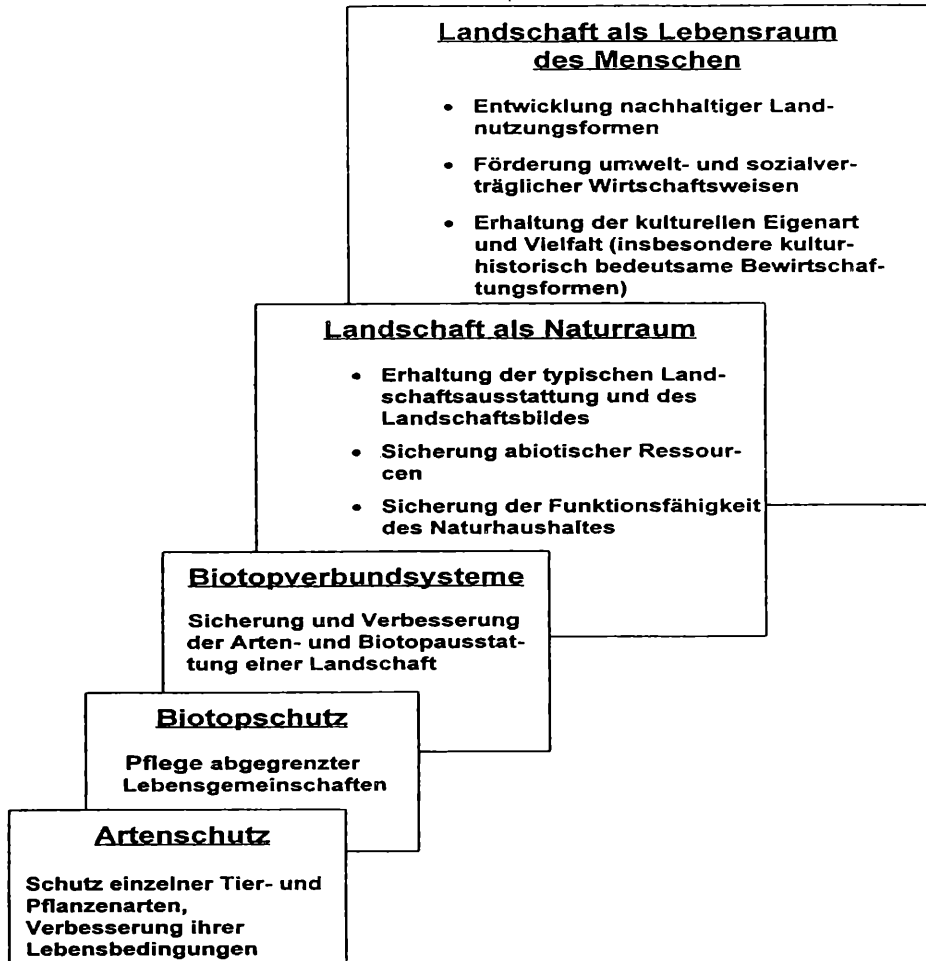 Landschaft als Lebensraum
des Menschen
• Entwicklung nachhaltiger Land-
nutzungsformen
• Förderung umwelt- und sozialver-
träglicher Wirtschaftsweisen
• Erhaltung der kulturellen Eigenart
und Vielfalt (insbesondere kultur-
historisch bedeutsame Bewirtschaf-
tungsformen)
Landschaft als Naturraum
• Erhaltung der typischen Land-
schaftsausstattung und des
Landschaftsbildes
• Sicherung abiotischer Ressour-
cen
• Sicherung der Funktionsfähigkeit
des Naturhaushaltes
Biotopverbundsysteme
Sicherung und Verbesserung
der Arten- und Biotopausstat-
tung einer Landschaft
Biotopschutz
Pflege abgegrenzter
Lebensgemeinschaften
Artenschutz
Schutz einzelner Tier- und
Pflanzenarten,
Verbesserung ihrer
Lebensbedingungen